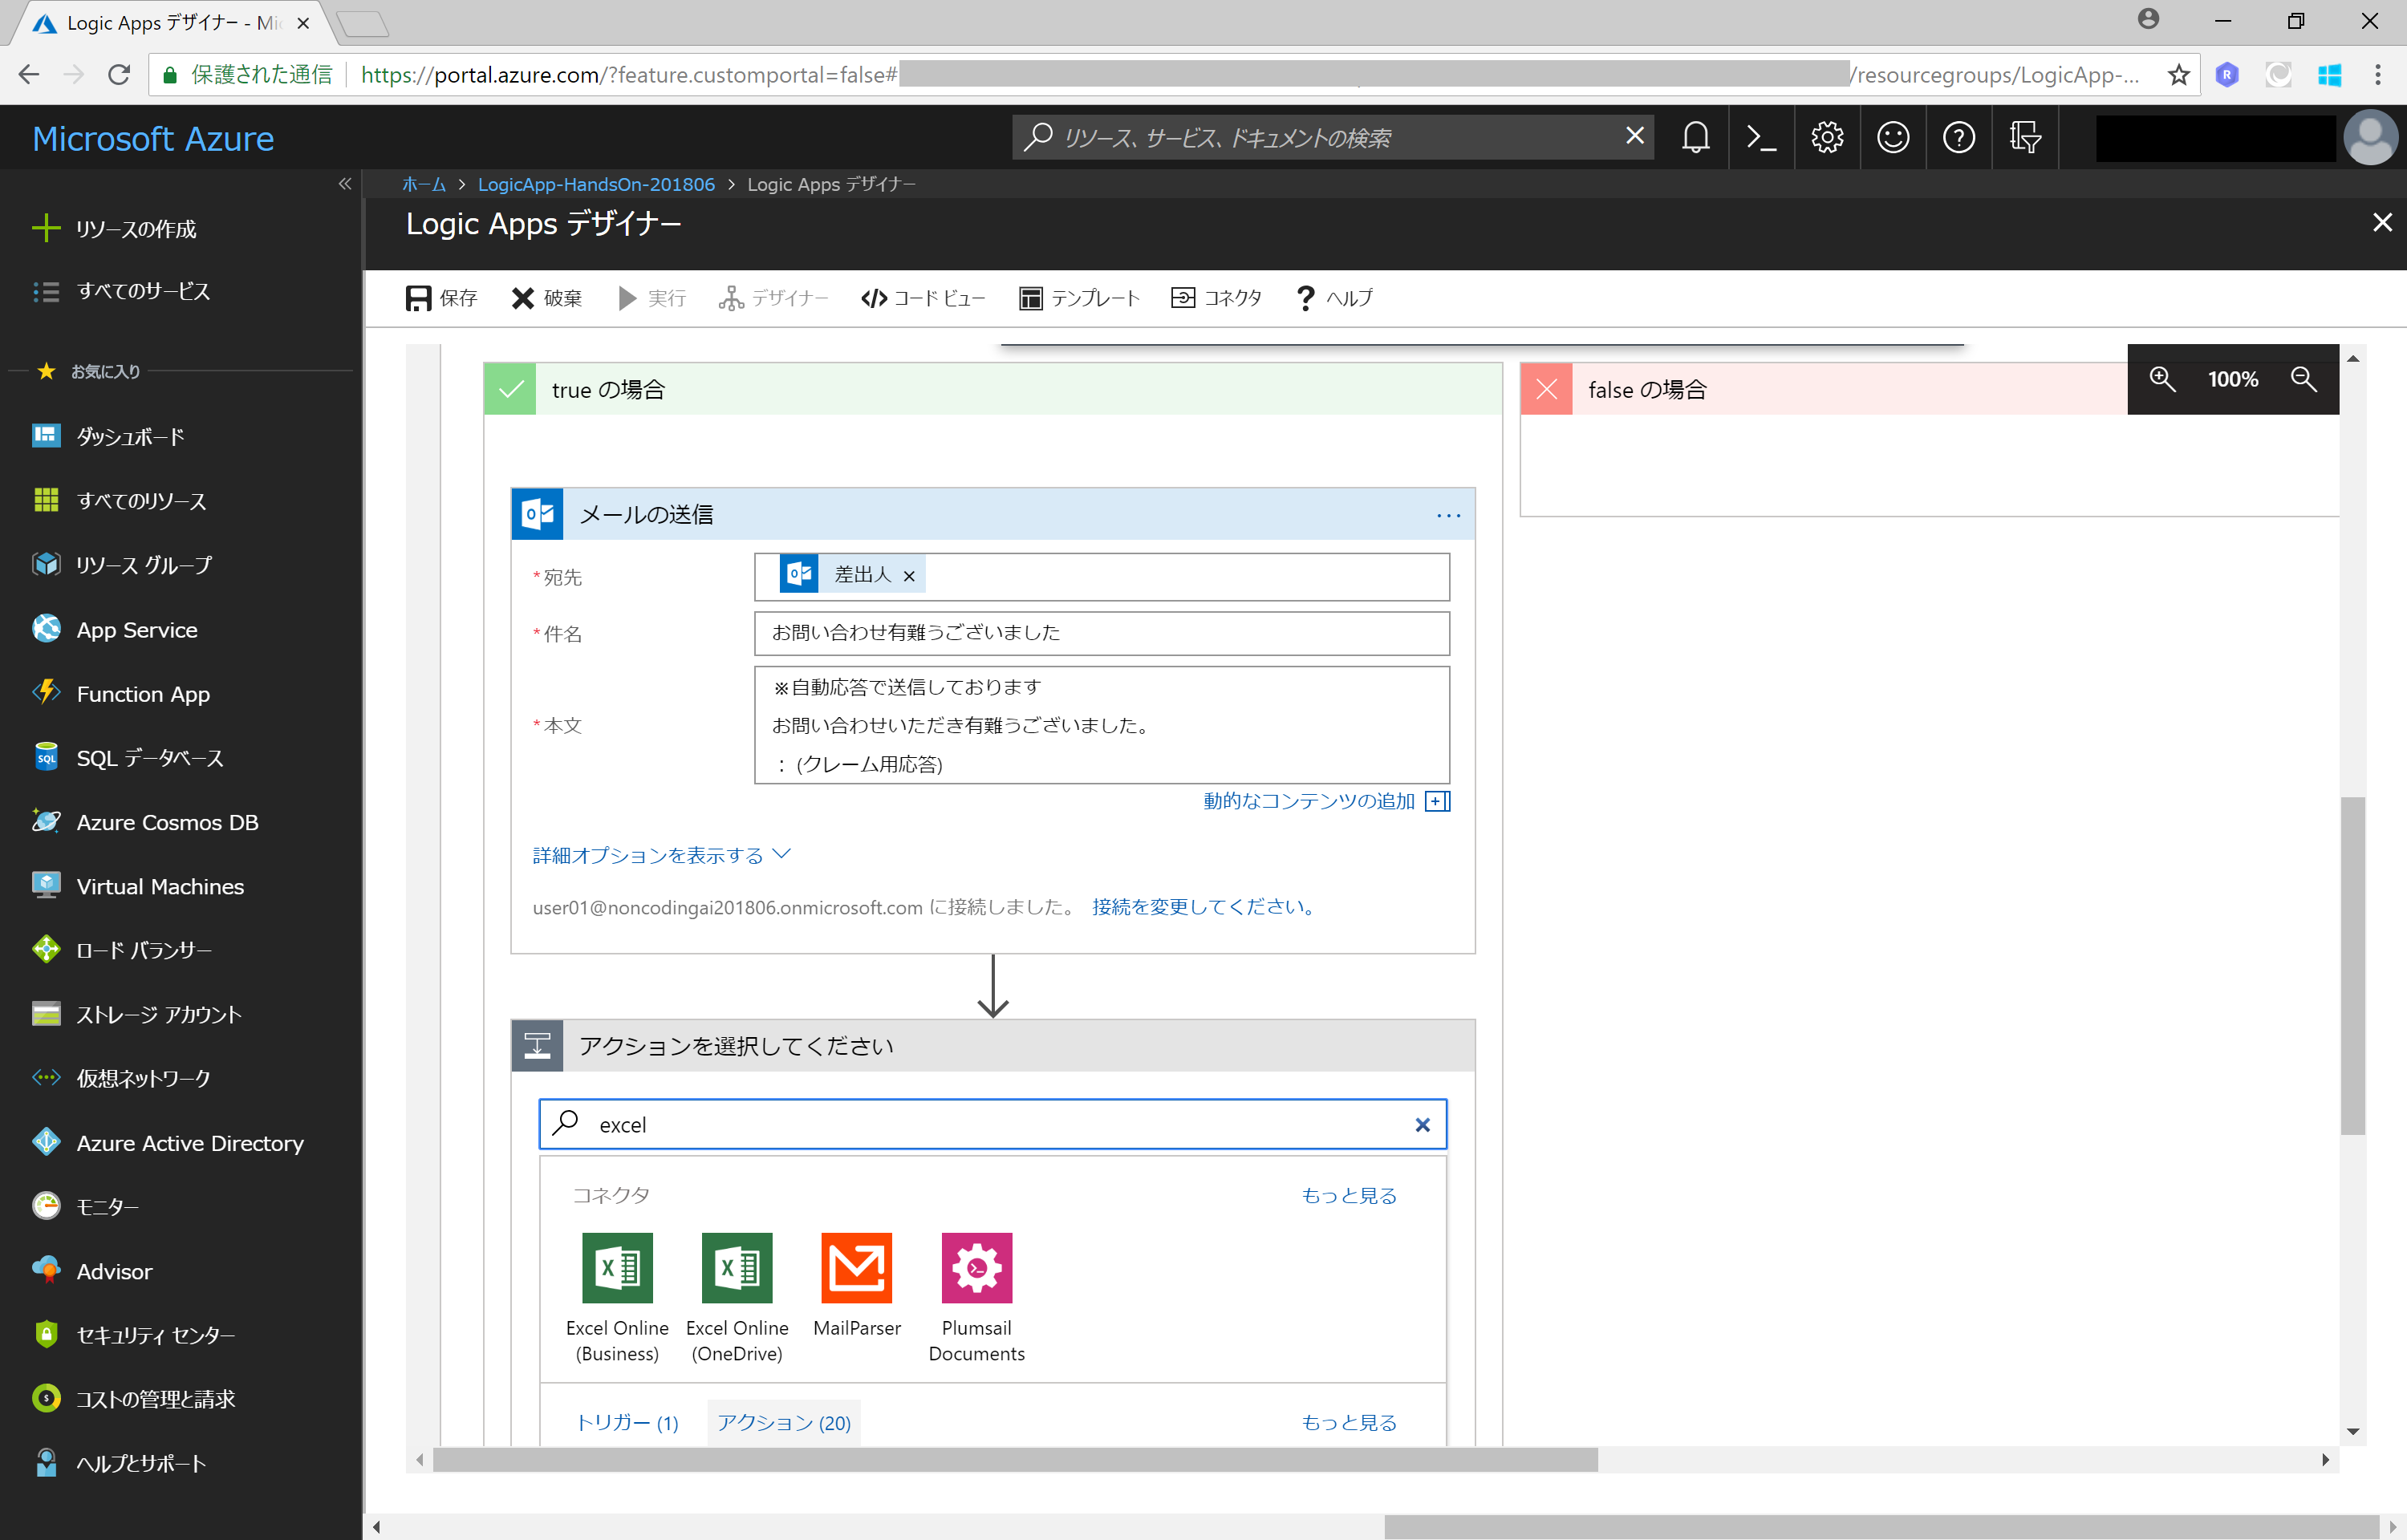 Logic Apps デザイナー - Mic
保護された通信
https://portal.azure.com/?feature.customportal=false#
/resourcegroups/LogicApp-...
Microsoft Azure
リソース、サービス、ドキュメントの検索
ホーム > LogicApp-HandsOn-201806 > Logic Apps デザイナー
Logic Apps デザイナー
リソースの作成
すべてのサービス
お気に入り
ダッシュボード
すべてのリソース
リソース グループ
App Service
Function App
SQL データベース
Azure Cosmos DB
Virtual Machines
ロード バランサー
ストレージ アカウント
仮想ネットワーク
Azure Active Directory
モニター
Advisor
セキュリティ センター
コストの管理と請求
ヘルプとサポート
保存 破棄 実行 デザイナー コード ビュー テンプレート コネクタ ヘルプ
true の場合
false の場合
100%
メールの送信
*宛先
差出人
*件名
お問い合わせ有難うございました
*本文
※自動応答で送信しております
お問い合わせいただき有難うございました。
：(クレーム用応答)
動的なコンテンツの追加
詳細オプションを表示する
user01@noncodingai201806.onmicrosoft.com に接続しました。 接続を変更してください。
アクションを選択してください
excel
コネクタ もっと見る
Excel Online (Business)
Excel Online (OneDrive)
MailParser
Plumsail Documents
トリガー (1) アクション (20) もっと見る